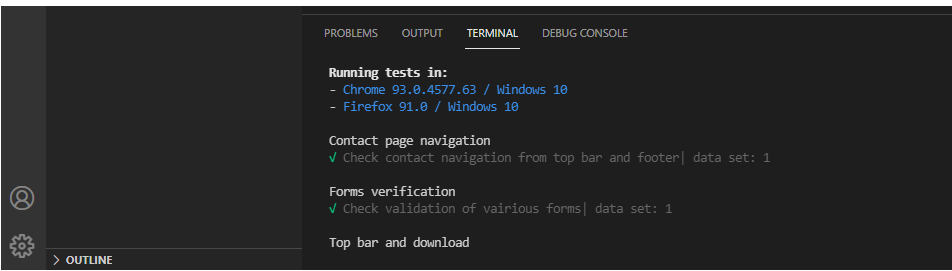 PROBLEMS OUTPUT TERMINAL DEBUG CONSOLE
Running tests in:
- Chrome 93.0.4577.63 / Windows 10
- Firefox 91.0 / Windows 10
Contact page navigation
√ Check contact navigation from top bar and footer| data set: 1
Forms verification
√ Check validation of vairious forms| data set: 1
Top bar and download
OUTLINE